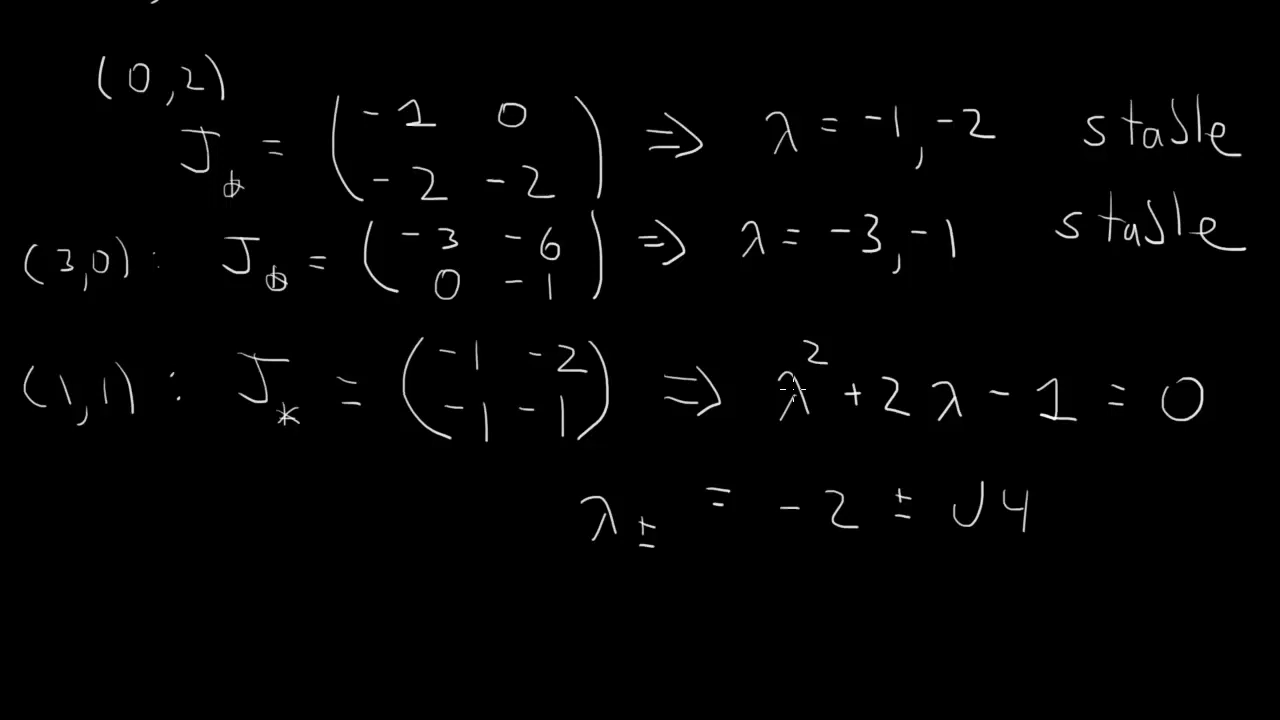 (0,2)
J* = ( -1 0 ; -2 -2 ) ⇒ λ = -1, -2 stable
(3,0) : J* = ( -3 -6 ; 0 -1 ) ⇒ λ = -3, -1 stable
(1,1) : J* = ( -1 -2 ; -1 -1 ) ⇒ λ² + 2λ - 1 = 0
λ± = -2 ± √4